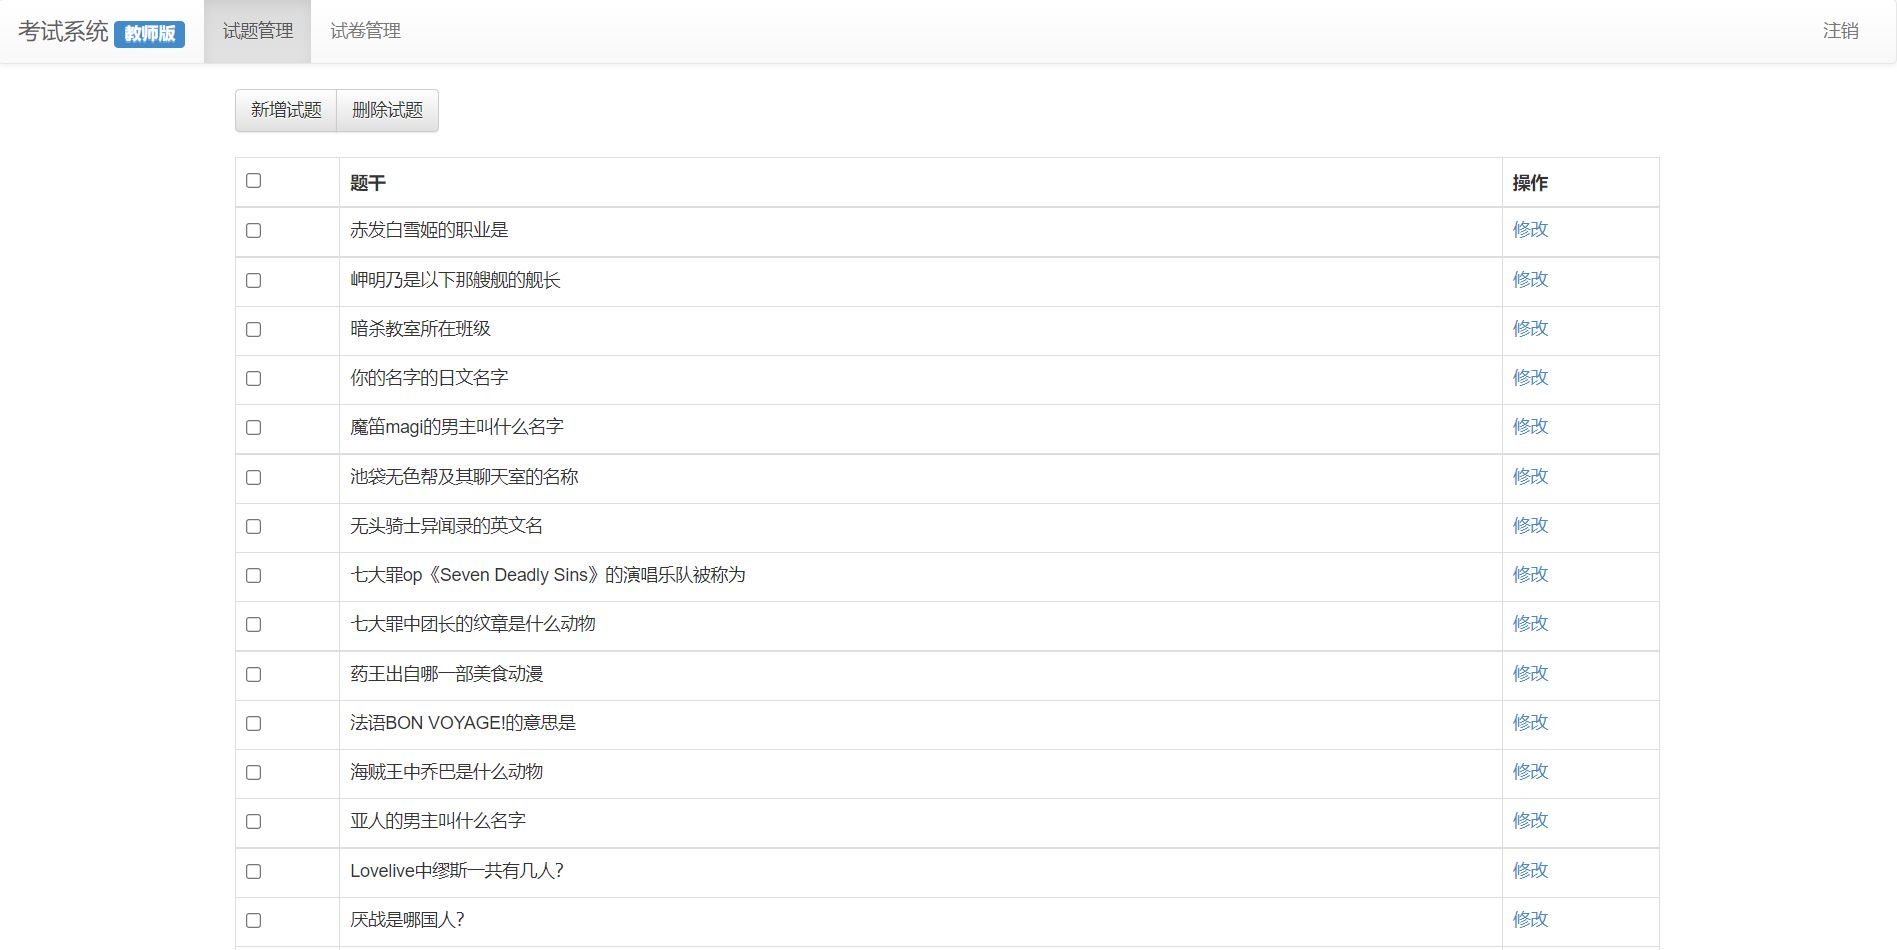 考试系统 教师版 试题管理 试卷管理 注销
新增试题 删除试题
题干 操作
赤发白雪姬的职业是 修改
岬明乃是以下那艘舰的舰长 修改
暗杀教室所在班级 修改
你的名字的日文名字 修改
魔笛magi的男主叫什么名字 修改
池袋无色帮及其聊天室的名称 修改
无头骑士异闻录的英文名 修改
七大罪op《Seven Deadly Sins》的演唱乐队被称为 修改
七大罪中团长的纹章是什么动物 修改
药王出自哪一部美食动漫 修改
法语BON VOYAGE!的意思是 修改
海贼王中乔巴是什么动物 修改
亚人的男主叫什么名字 修改
Lovelive中缪斯一共有几人？ 修改
厌战是哪国人？ 修改